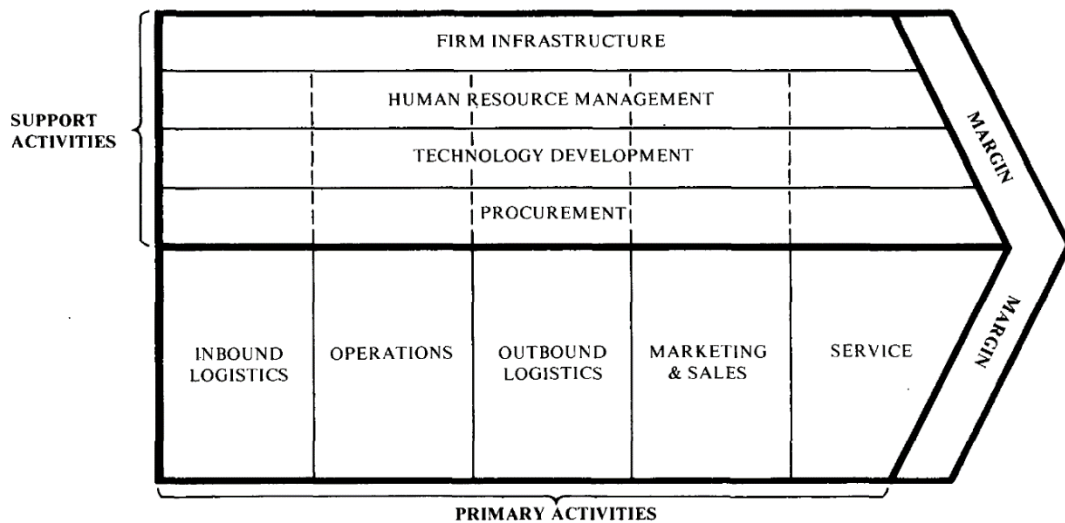 FIRM INFRASTRUCTURE
HUMAN RESOURCE MANAGEMENT
SUPPORT
ACTIVITIES
TECHNOLOGY DEVELOPMENT
PROCUREMENT
MARGIN
MARGIN
INBOUND
LOGISTICS
OPERATIONS
OUTBOUND
LOGISTICS
MARKETING
& SALES
SERVICE
PRIMARY ACTIVITIES